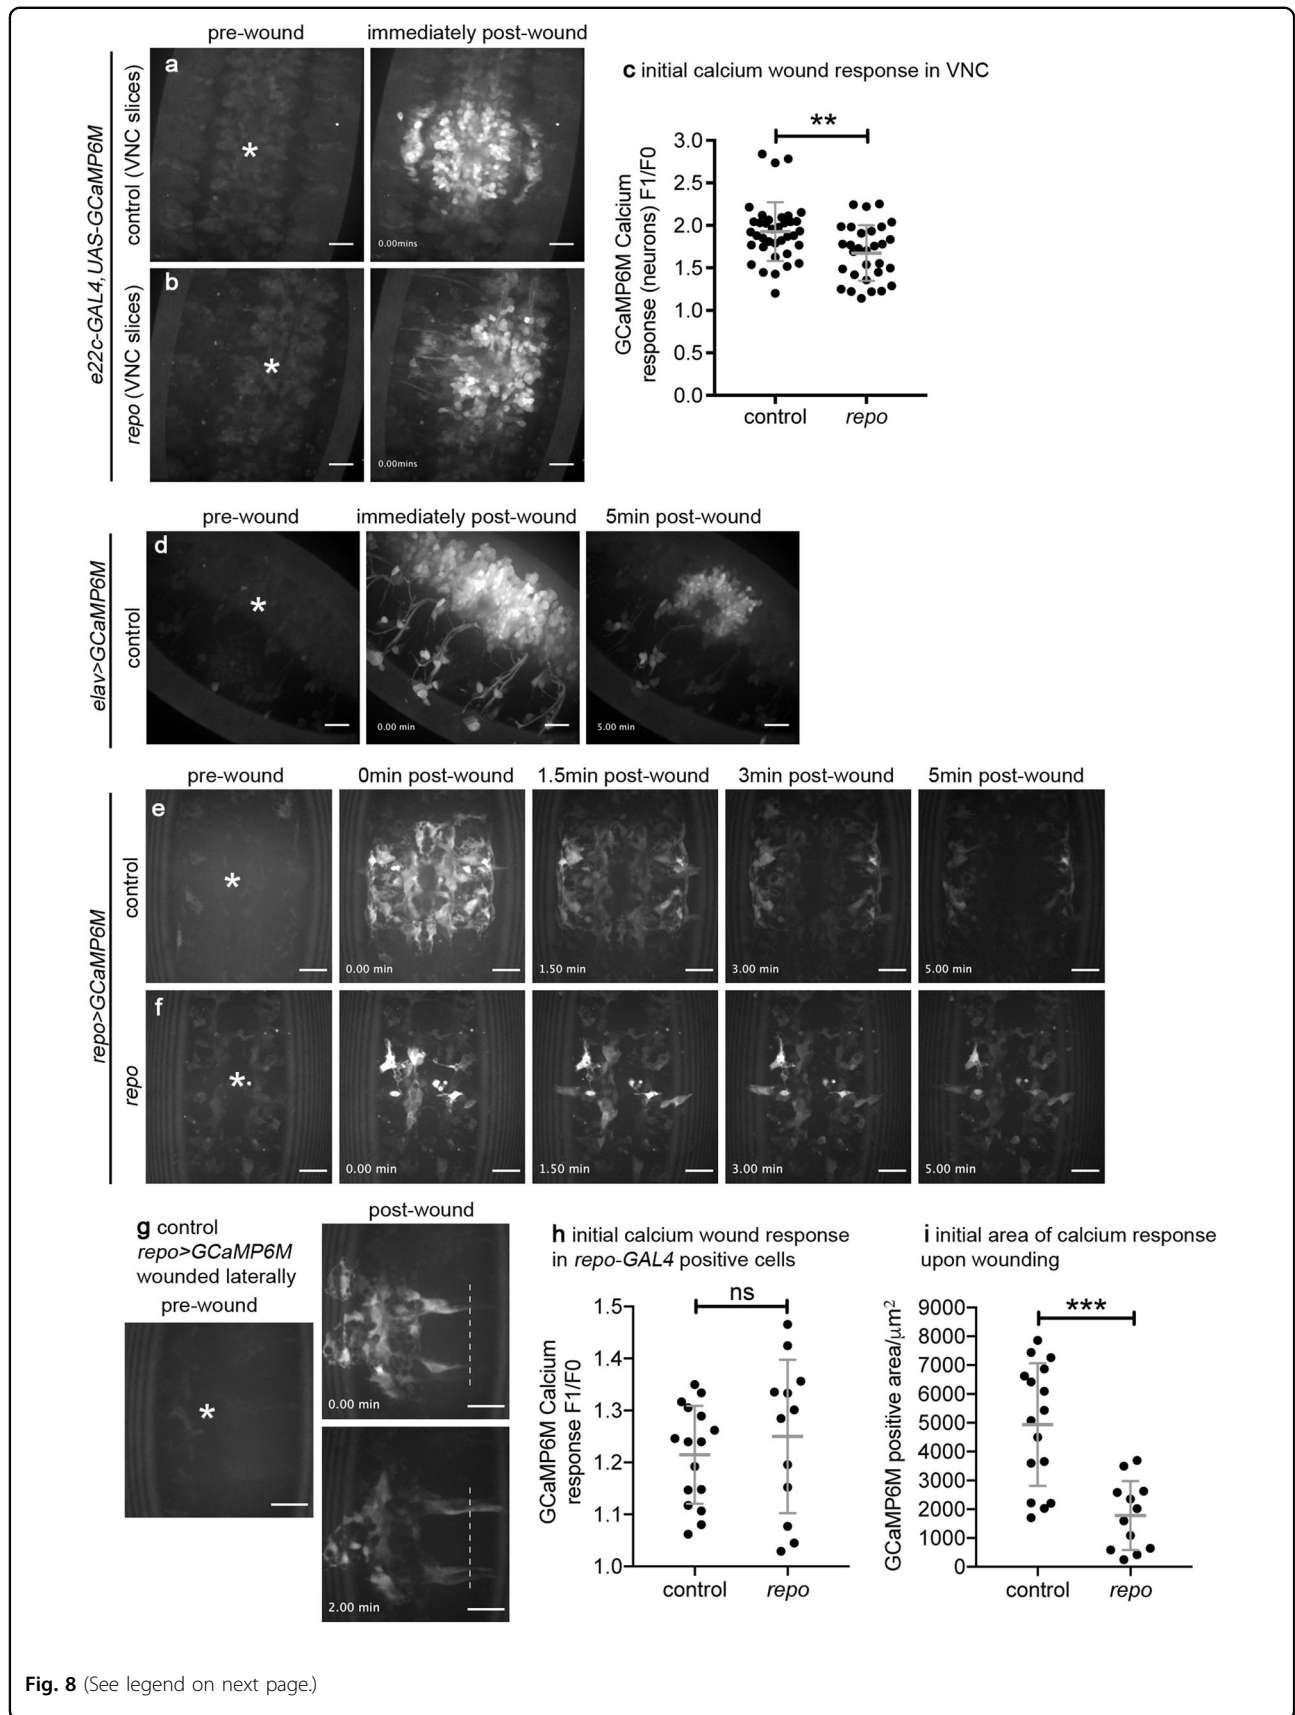 pre-wound
immediately post-wound
e22c-GAL4, UAS-GCaMP6M
control (VNC slices)
a
*
0.00mins
repo (VNC slices)
b
*
0.00mins
c initial calcium wound response in VNC
**
GCaMP6M Calcium
response (neurons) F1/F0
3.0
2.5
2.0
1.5
1.0
0.5
0.0
control
repo
pre-wound
immediately post-wound
5min post-wound
elav>GCaMP6M
control
d
*
0.00 min
5.00 min
pre-wound
0min post-wound
1.5min post-wound
3min post-wound
5min post-wound
repo>GCaMP6M
control
e
*
0.00 min
1.50 min
3.00 min
5.00 min
repo
f
*
0.00 min
1.50 min
3.00 min
5.00 min
g control
repo>GCaMP6M
wounded laterally
pre-wound
*
post-wound
0.00 min
2.00 min
h initial calcium wound response
in repo-GAL4 positive cells
ns
GCaMP6M Calcium
response F1/F0
1.5
1.4
1.3
1.2
1.1
1.0
control
repo
i initial area of calcium response
upon wounding
***
GCaMP6M positive area/μm²
9000
8000
7000
6000
5000
4000
3000
2000
1000
0
control
repo
Fig. 8 (See legend on next page.)